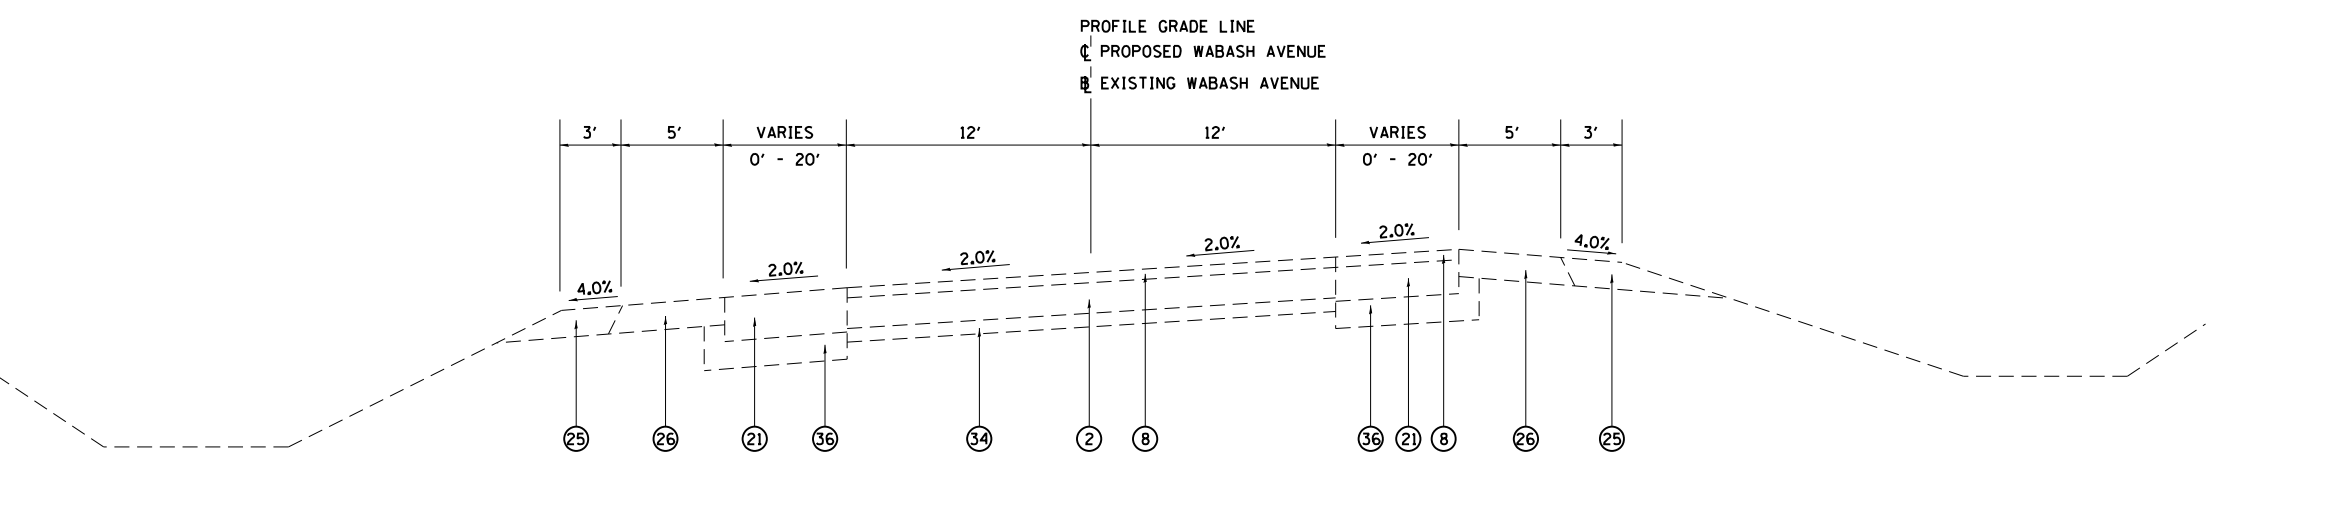 PROFILE GRADE LINE
℄ PROPOSED WABASH AVENUE
EXISTING WABASH AVENUE
3' 5' VARIES 12' 12' VARIES 5' 3'
0' - 20' 0' - 20'
4.0% 2.0% 2.0% 2.0% 2.0% 4.0%
25 26 21 36 34 2 8 36 21 8 26 25